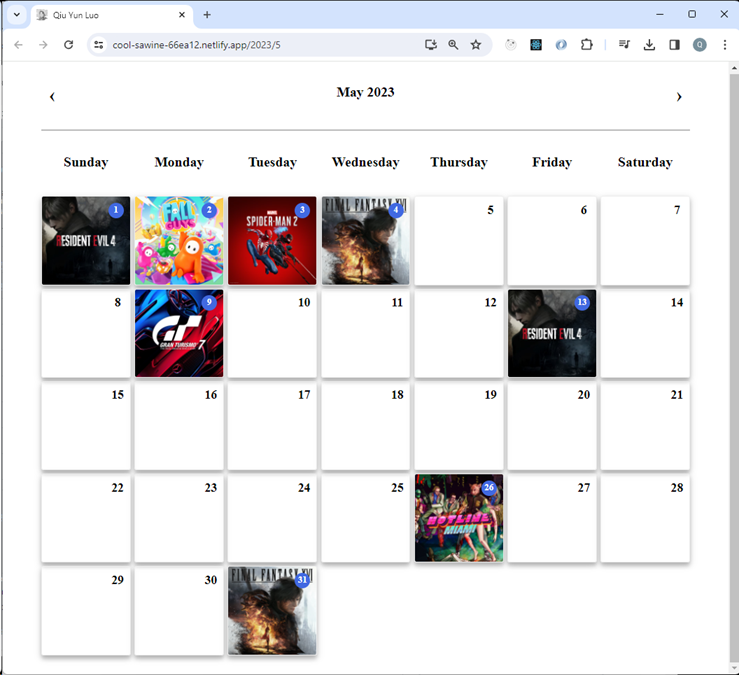 Qiu Yun Luo
cool-sawine-66ea12.netlify.app/2023/5
Q
May 2023
Sunday Monday Tuesday Wednesday Thursday Friday Saturday
1 2 3 4 5 6 7
RESIDENT EVIL 4
FALL GUYS
MARVEL
SPIDER-MAN 2
FINAL FANTASY XVI
8 9 10 11 12 13 14
GT
GRAN TURISMO 7
RESIDENT EVIL 4
15 16 17 18 19 20 21
22 23 24 25 26 27 28
HOTLINE
MIAMI
29 30 31
FINAL FANTASY XVI